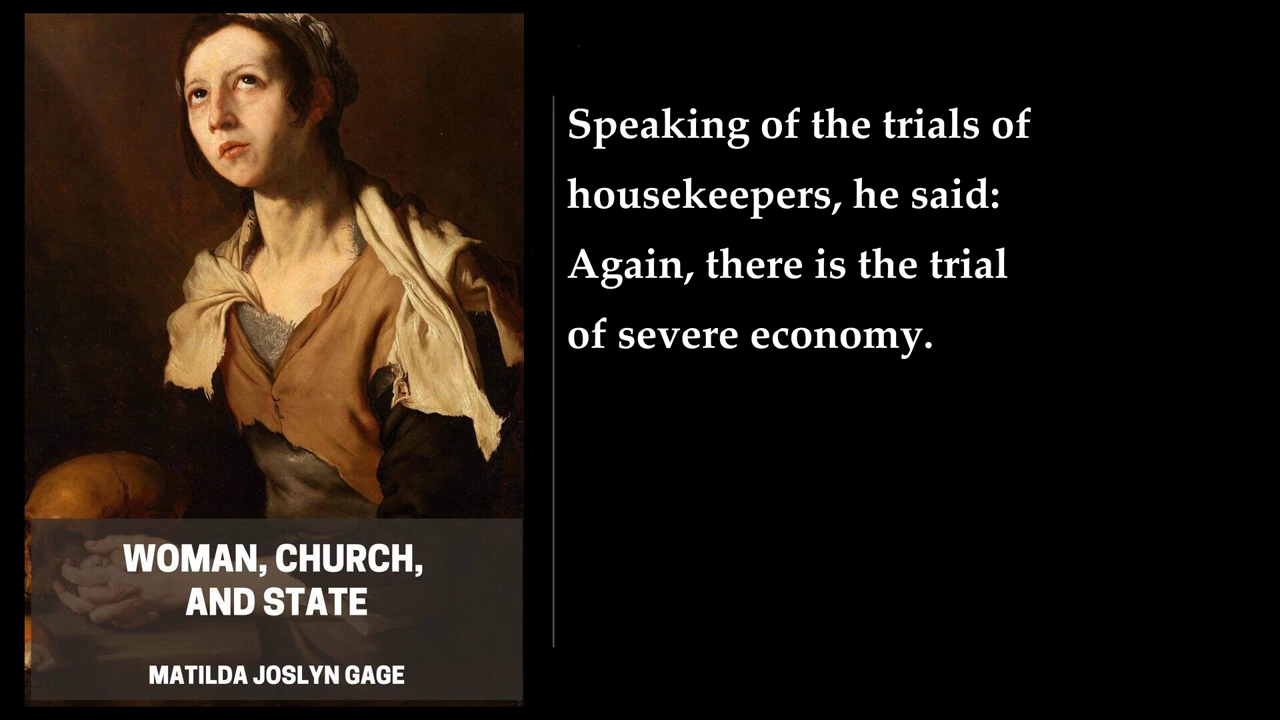 WOMAN, CHURCH,
AND STATE
MATILDA JOSLYN GAGE
Speaking of the trials of
housekeepers, he said:
Again, there is the trial
of severe economy.